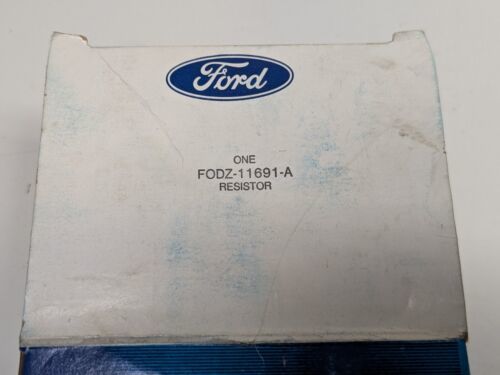 Ford
ONE
FODZ-11691-A
RESISTOR